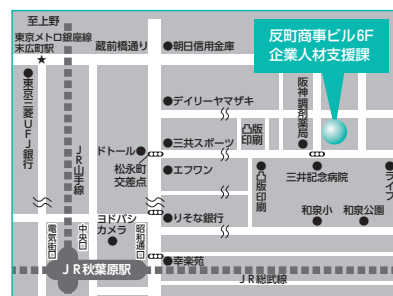 至上野
東京メトロ銀座線
末広町駅
蔵前橋通り
●朝日信用金庫
反町商事ビル6F
企業人材支援課
●東京三菱UFJ銀行
JR山手線
●デイリーヤマザキ
阪神調剤薬局●
ドトール●
●三共スポーツ
凸版
印刷
松永町
交差点
●エフワン
●凸版印刷
三井記念病院
●ライフ
ヨドバシ
カメラ
●りそな銀行
和泉小
和泉公園
電気街口
中央口
昭和通口
●幸楽苑
JR秋葉原駅
JR総武線